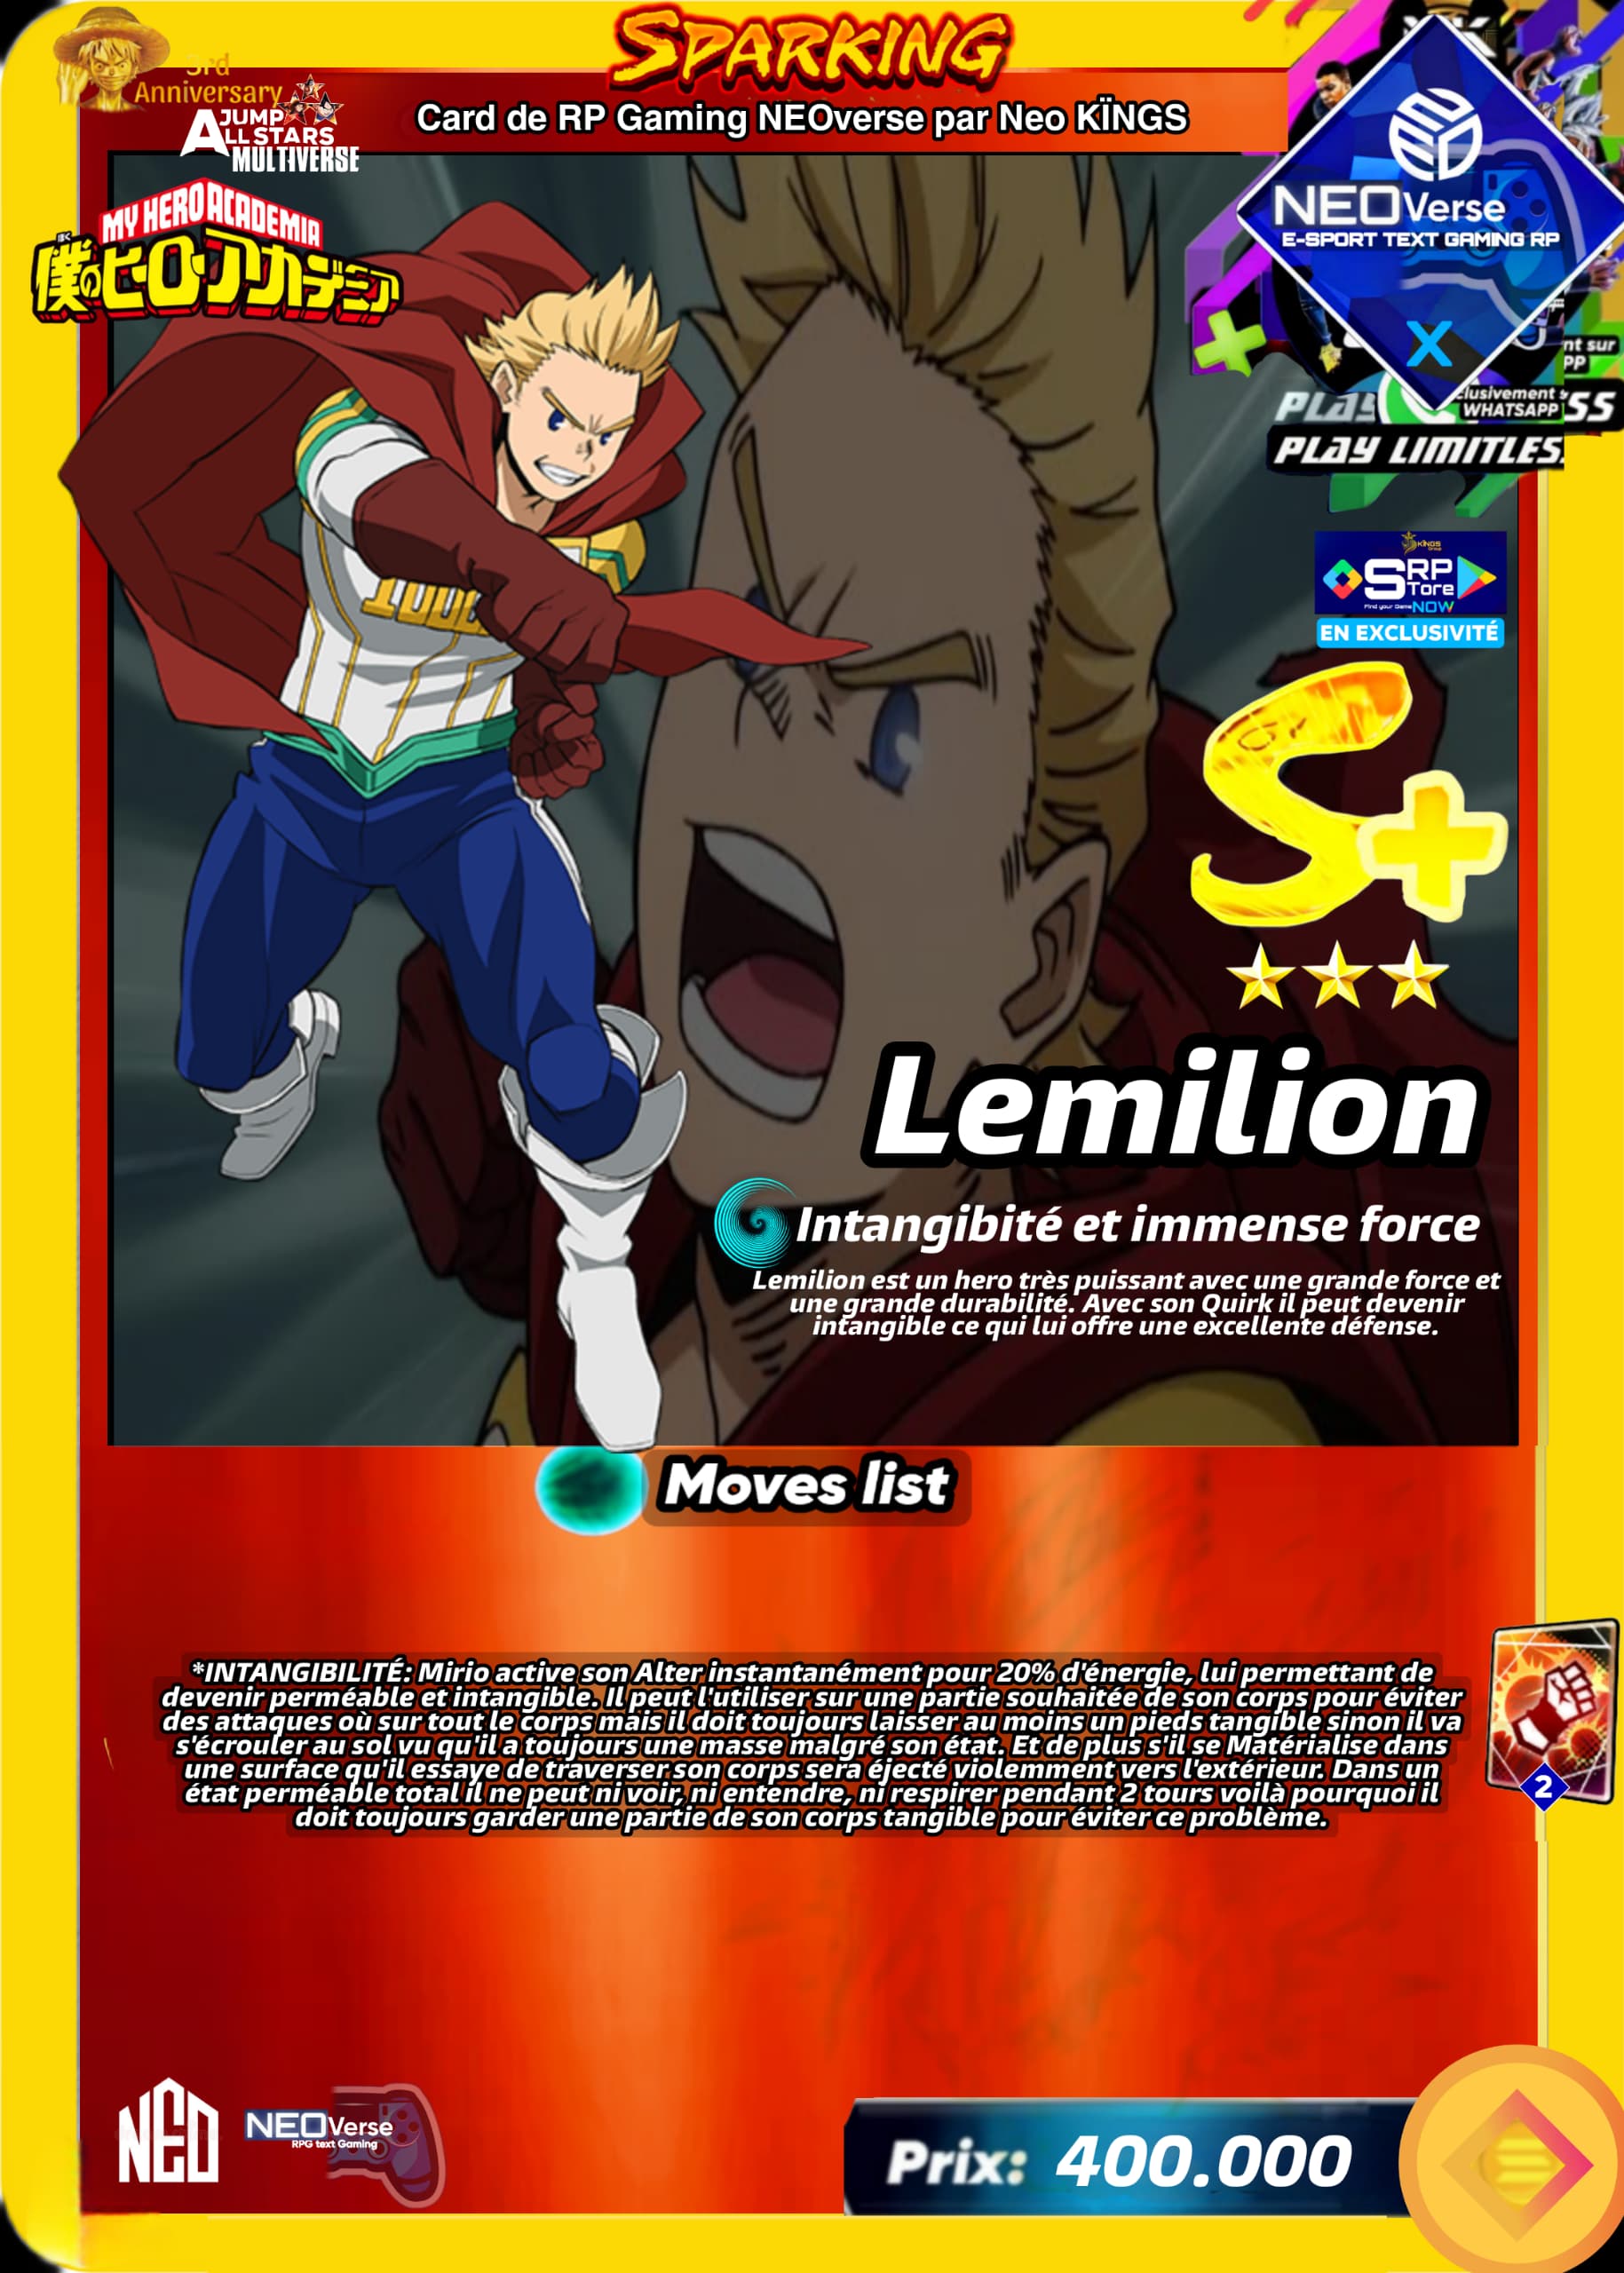 SPARKING
3rd
Anniversary
JUMP
ALL STARS
MULTIVERSE
Card de RP Gaming NEOverse par Neo KÏNGS
NEOVerse
E-SPORT TEXT GAMING RP
X
MY HERO ACADEMIA
僕のヒーローアカデミア
nt sur
PP
clusivement s
WHATSAPP
PLAY LIMITLES
KINGS
SRP
Tore
Find your Game NOW
EN EXCLUSIVITÉ
S+
Lemilion
Intangibité et immense force
Lemilion est un hero très puissant avec une grande force et
une grande durabilité. Avec son Quirk il peut devenir
intangible ce qui lui offre une excellente défense.
Moves list
*INTANGIBILITÉ: Mirio active son Alter instantanément pour 20% d'énergie, lui permettant de
devenir perméable et intangible. Il peut l'utiliser sur une partie souhaitée de son corps pour éviter
des attaques où sur tout le corps mais il doit toujours laisser au moins un pieds tangible sinon il va
s'écrouler au sol vu qu'il a toujours une masse malgré son état. Et de plus s'il se Matérialise dans
une surface qu'il essaye de traverser son corps sera éjecté violemment vers l'extérieur. Dans un
état perméable total il ne peut ni voir, ni entendre, ni respirer pendant 2 tours voilà pourquoi il
doit toujours garder une partie de son corps tangible pour éviter ce problème.
2
NEO
NEOVerse
RPG text Gaming
Prix: 400.000